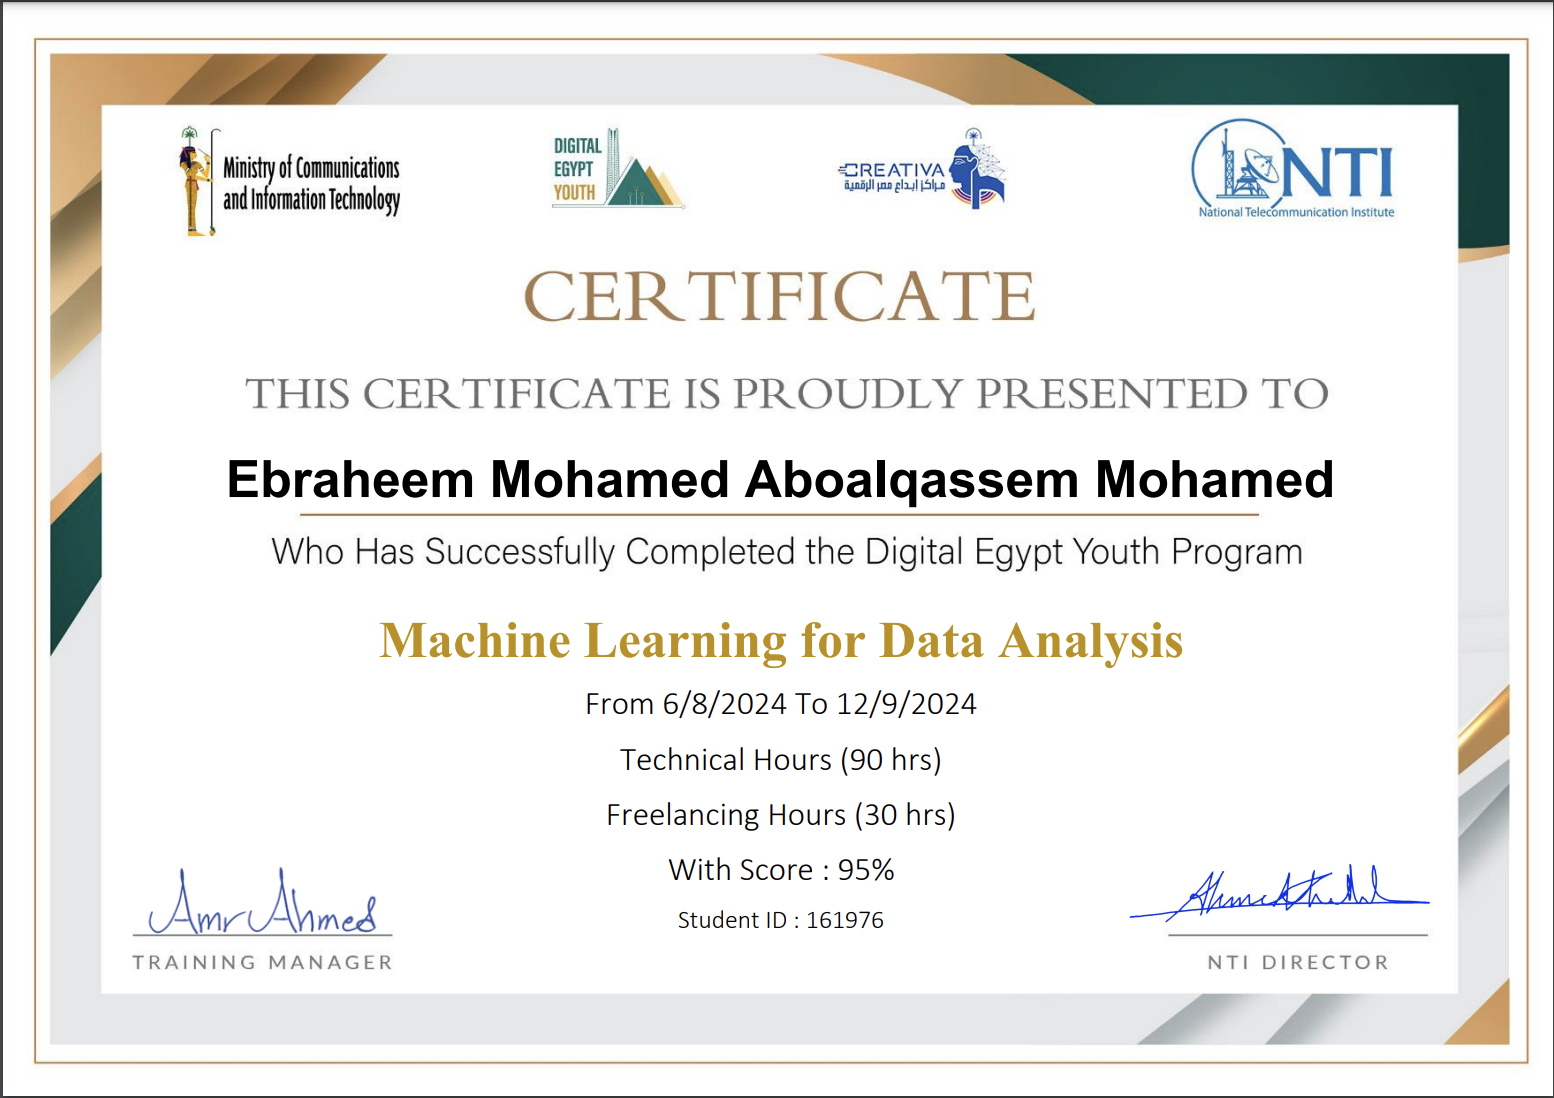 Ministry of Communications
and Information Technology
DIGITAL
EGYPT
YOUTH
CREATIVA
مراكز إبداع مصر الرقمية
NTI
National Telecommunication Institute
CERTIFICATE
THIS CERTIFICATE IS PROUDLY PRESENTED TO
Ebraheem Mohamed Aboalqassem Mohamed
Who Has Successfully Completed the Digital Egypt Youth Program
Machine Learning for Data Analysis
From 6/8/2024 To 12/9/2024
Technical Hours (90 hrs)
Freelancing Hours (30 hrs)
With Score : 95%
Student ID : 161976
Amr Ahmed
TRAINING MANAGER
NTI DIRECTOR